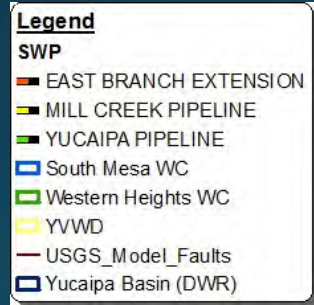 Legend
SWP
EAST BRANCH EXTENSION
MILL CREEK PIPELINE
YUCAIPA PIPELINE
South Mesa WC
Western Heights WC
YVWD
USGS_Model_Faults
Yucaipa Basin (DWR)